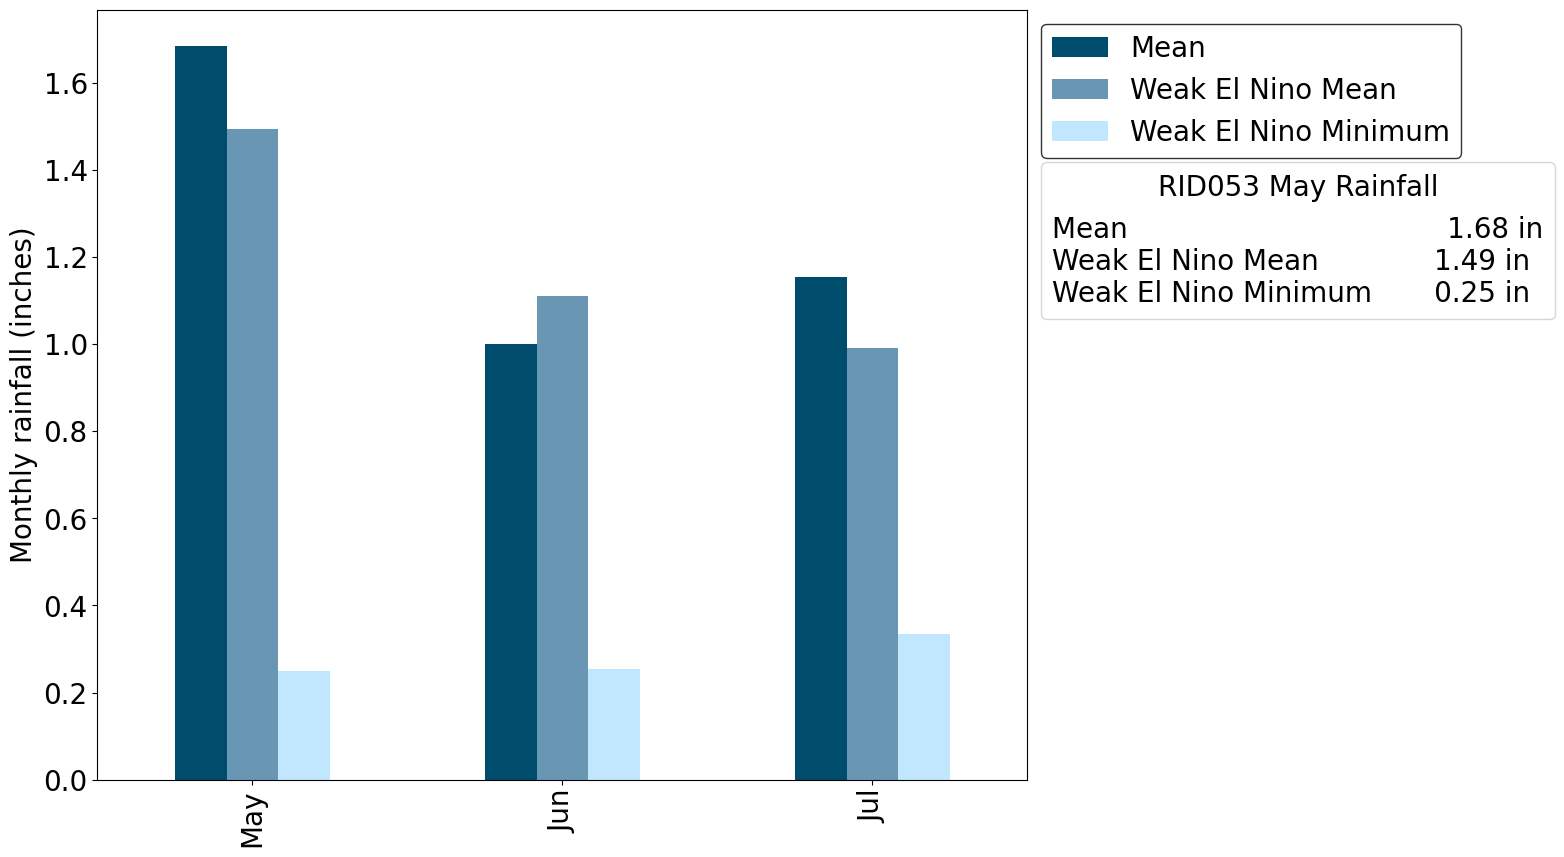 Monthly rainfall (inches)
1.6
1.4
1.2
1.0
0.8
0.6
0.4
0.2
0.0
May
Jun
Jul
Mean
Weak El Nino Mean
Weak El Nino Minimum
RID053 May Rainfall
Mean 1.68 in
Weak El Nino Mean 1.49 in
Weak El Nino Minimum 0.25 in